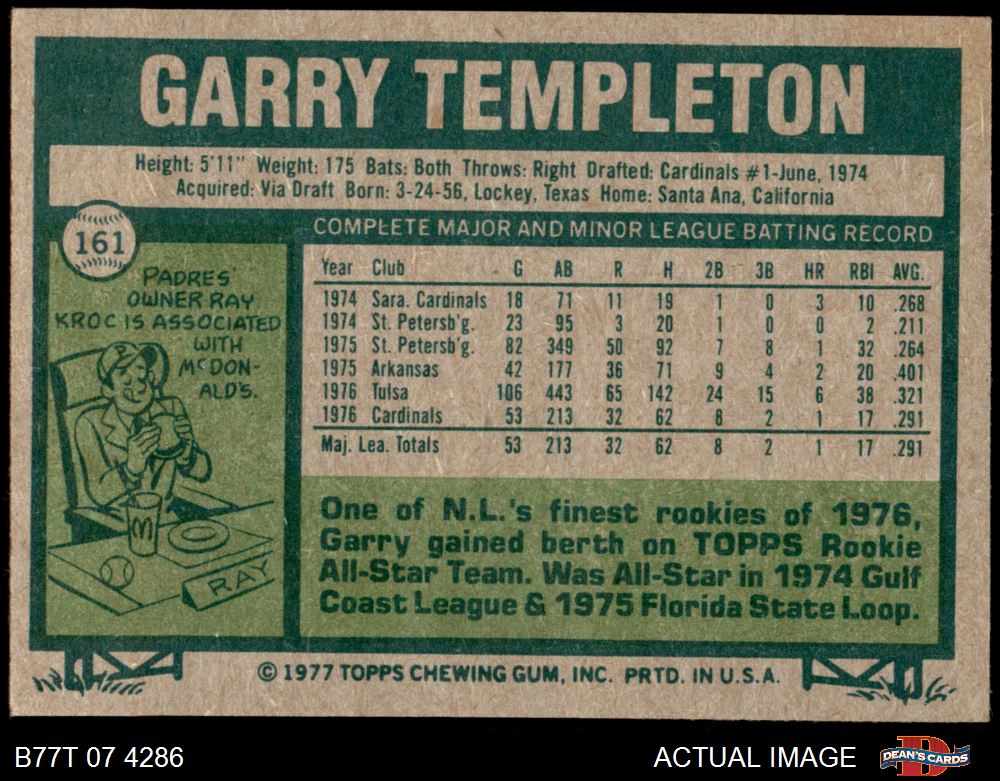 GARRY TEMPLETON
Height: 5'11" Weight: 175 Bats: Both Throws: Right Drafted: Cardinals #1-June, 1974
Acquired: Via Draft Born: 3-24-56, Lockey, Texas Home: Santa Ana, California
161
PADRES'
OWNER RAY
KROC IS ASSOCIATED
WITH
McDON-
ALD'S.
M
RAY
COMPLETE MAJOR AND MINOR LEAGUE BATTING RECORD
Year Club G AB R H 2B 3B HR RBI AVG.
1974 Sara. Cardinals 18 71 11 19 1 0 3 10 .268
1974 St. Petersb'g. 23 95 3 20 1 0 0 2 .211
1975 St. Petersb'g. 82 349 50 92 7 8 1 32 .264
1975 Arkansas 42 177 36 71 9 4 2 20 .401
1976 Tulsa 106 443 65 142 24 15 6 38 .321
1976 Cardinals 53 213 32 62 8 2 1 17 .291
Maj. Lea. Totals 53 213 32 62 8 2 1 17 .291
One of N.L.'s finest rookies of 1976,
Garry gained berth on TOPPS Rookie
All-Star Team. Was All-Star in 1974 Gulf
Coast League & 1975 Florida State Loop.
© 1977 TOPPS CHEWING GUM, INC. PRTD. IN U.S.A.
B77T 07 4286
ACTUAL IMAGE
D
DEAN'S CARDS